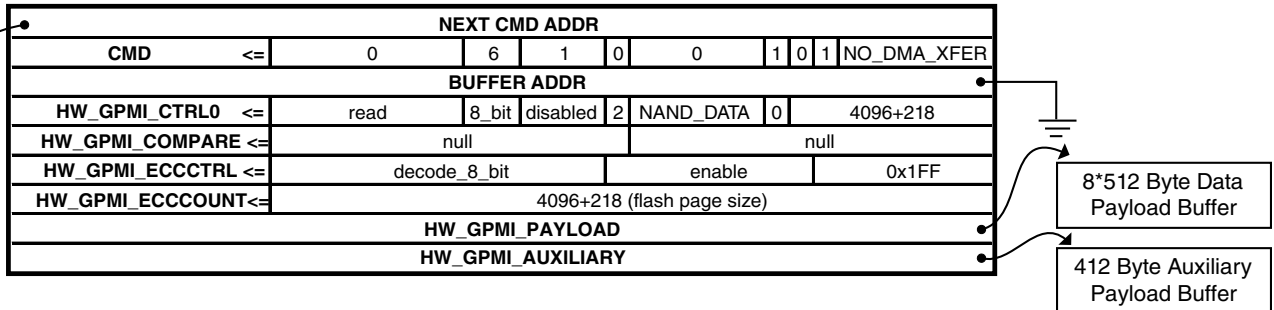 NEXT CMD ADDR
CMD <= 0 6 1 0 0 1 0 1 NO_DMA_XFER
BUFFER ADDR
HW_GPMI_CTRL0 <= read 8_bit disabled 2 NAND_DATA 0 4096+218
HW_GPMI_COMPARE <= null null
HW_GPMI_ECCCTRL <= decode_8_bit enable 0x1FF
HW_GPMI_ECCCOUNT<= 4096+218 (flash page size)
HW_GPMI_PAYLOAD
HW_GPMI_AUXILIARY
8*512 Byte Data
Payload Buffer
412 Byte Auxiliary
Payload Buffer